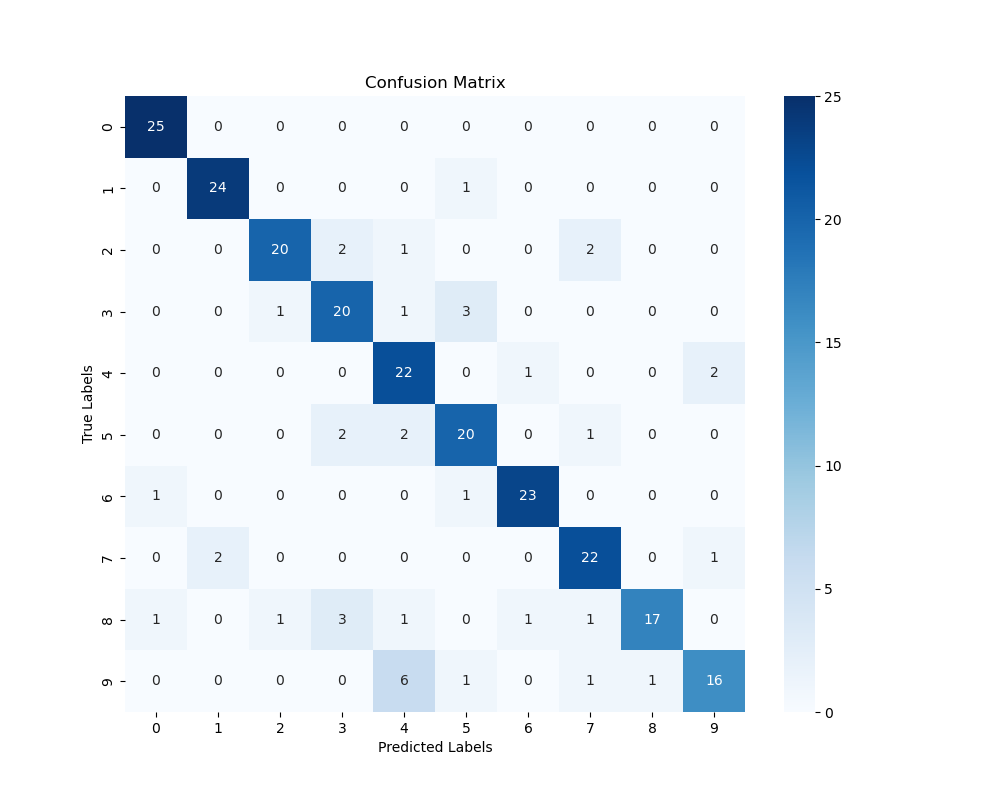 Confusion Matrix
0 25 0 0 0 0 0 0 0 0 0
1 0 24 0 0 0 1 0 0 0 0
2 0 0 20 2 1 0 0 2 0 0
3 0 0 1 20 1 3 0 0 0 0
4 0 0 0 0 22 0 1 0 0 2
5 0 0 0 2 2 20 0 1 0 0
6 1 0 0 0 0 1 23 0 0 0
7 0 2 0 0 0 0 0 22 0 1
8 1 0 1 3 1 0 1 1 17 0
9 0 0 0 0 6 1 0 1 1 16
0 1 2 3 4 5 6 7 8 9
Predicted Labels
True Labels
25
20
15
10
5
0